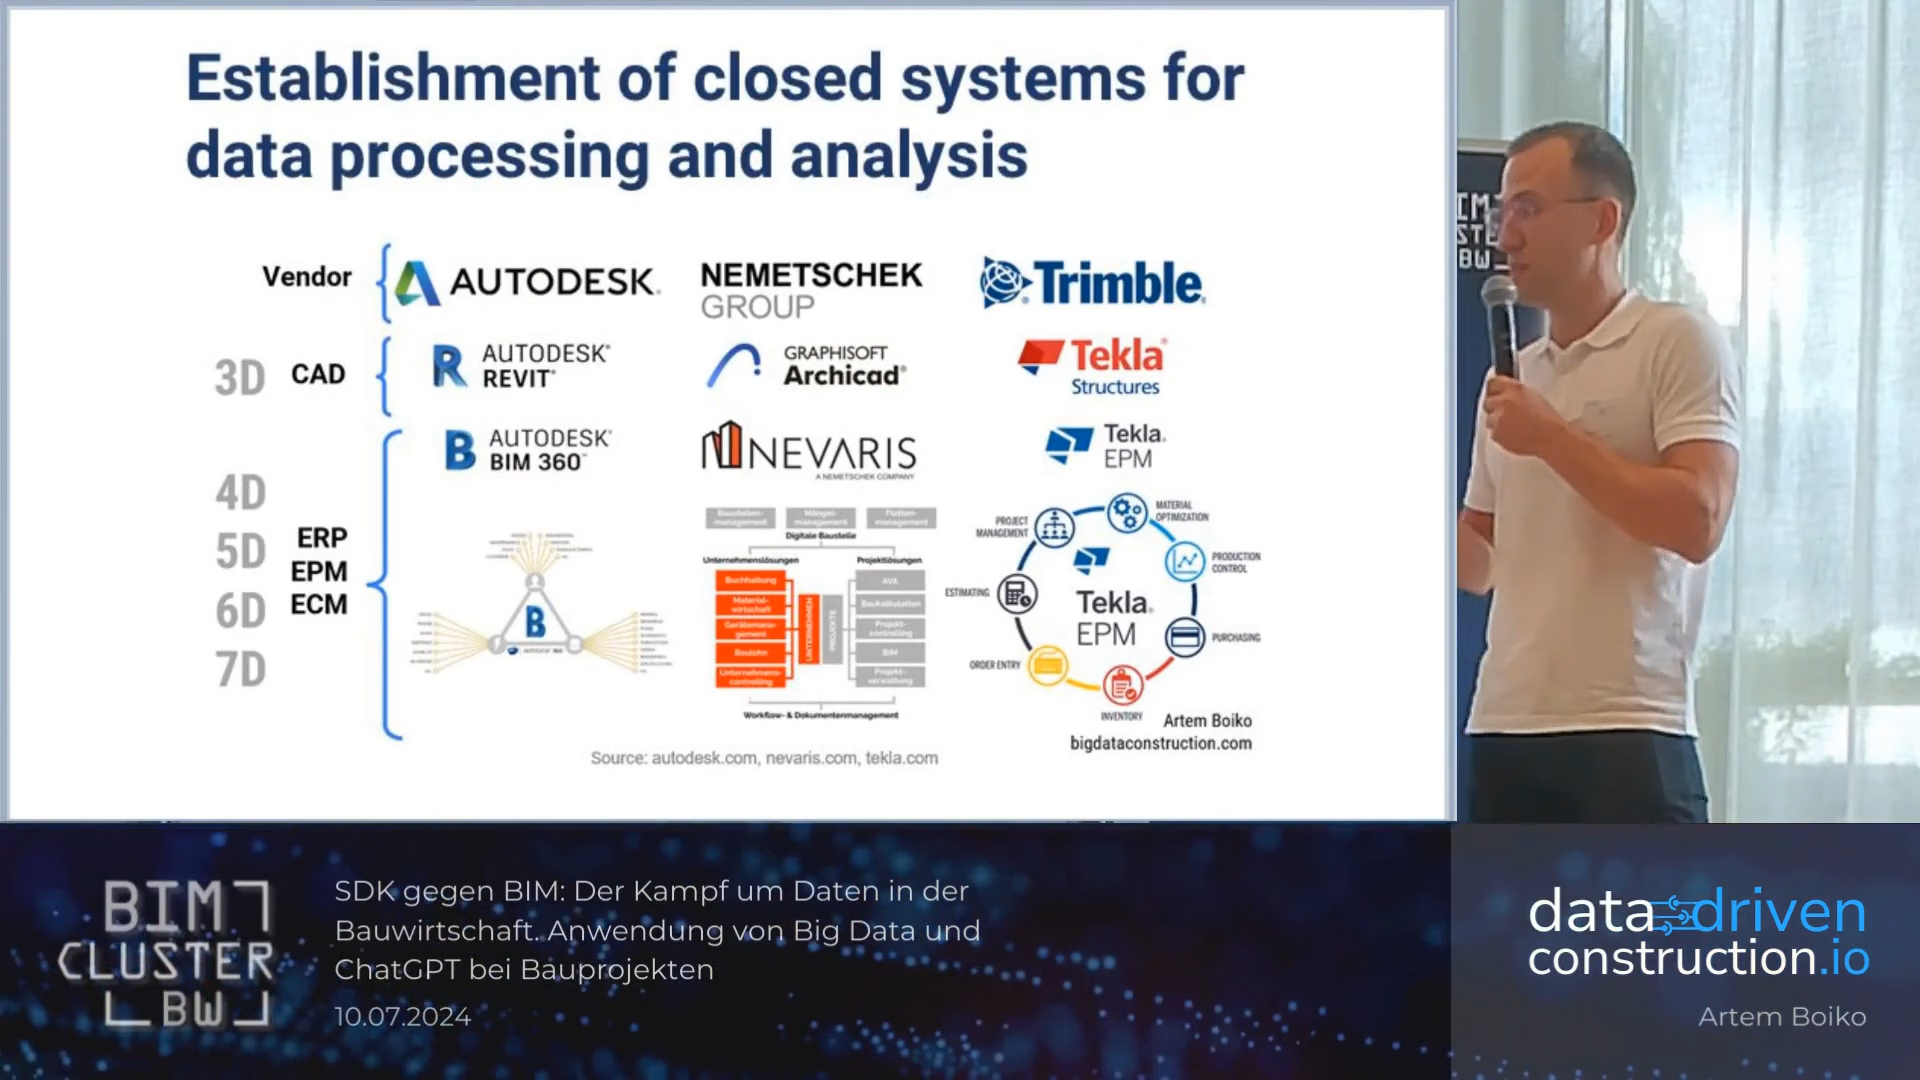 Establishment of closed systems for
data processing and analysis
Vendor
AUTODESK.
NEMETSCHEK
GROUP
Trimble
3D CAD
AUTODESK®
REVIT®
GRAPHISOFT
Archicad®
Tekla®
Structures
AUTODESK®
BIM 360™
NEVARIS
A NEMETSCHEK COMPANY
Tekla®
EPM
4D
5D
6D
7D
ERP
EPM
ECM
B
Baustellen-
management
Mängel-
management
Flotten-
management
Digitale Baustelle
Unternehmenslösungen
Projektlösungen
Buchhaltung
Material-
wirtschaft
Gerätemana-
gement
Baulohn
Unternehmens-
controlling
UNTERNEHMEN
PROJEKTE
AVA
Baukalkulation
Projekt-
controlling
BIM
Projekt-
verwaltung
Workflow- & Dokumentenmanagement
PROJECT
MANAGEMENT
MATERIAL
OPTIMIZATION
PRODUCTION
CONTROL
ESTIMATING
Tekla®
EPM
PURCHASING
ORDER ENTRY
INVENTORY
Artem Boiko
bigdataconstruction.com
Source: autodesk.com, nevaris.com, tekla.com
BIM
CLUSTER
BW
SDK gegen BIM: Der Kampf um Daten in der
Bauwirtschaft. Anwendung von Big Data und
ChatGPT bei Bauprojekten
10.07.2024
data driven
construction.io
Artem Boiko